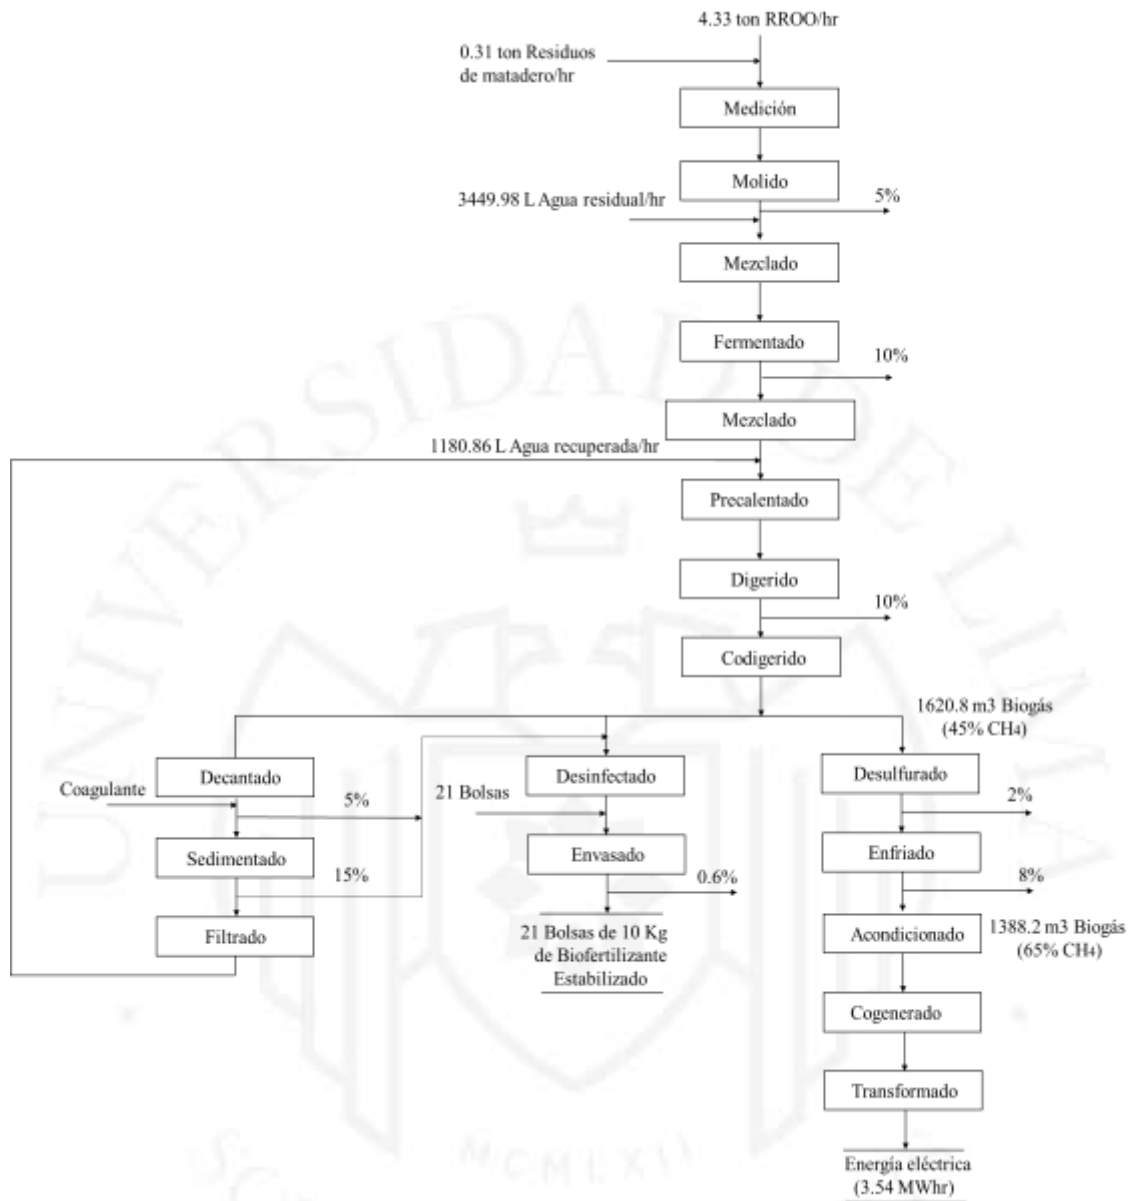 4.33 ton RROO/hr
0.31 ton Residuos
de matadero/hr
Medición
Molido
3449.98 L Agua residual/hr
5%
Mezclado
Fermentado
10%
Mezclado
1180.86 L Agua recuperada/hr
Precalentado
Digerido
10%
Codigerido
1620.8 m3 Biogás
(45% CH4)
Decantado
Desinfectado
Desulfurado
Coagulante
5%
21 Bolsas
2%
Sedimentado
Envasado
Enfriado
15%
0.6%
8%
Filtrado
21 Bolsas de 10 Kg
de Biofertilizante
Estabilizado
Acondicionado
1388.2 m3 Biogás
(65% CH4)
Cogenerado
Transformado
Energía eléctrica
(3.54 MWhr)
UNIVERSIDAD DE LIMA
MCMLXII